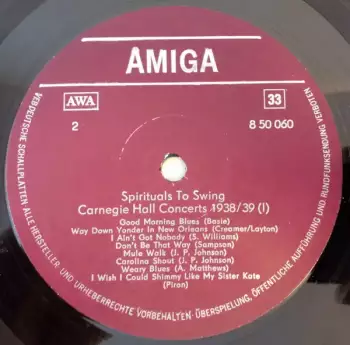 AMIGA
AWA
33
2
8 50 060
Spirituals To Swing
Carnegie Hall Concerts 1938/39 (I)
Good Morning Blues (Basie)
Way Down Yonder In New Orleans (Creamer/Layton)
I Ain't Got Nobody (S. Williams)
Don't Be That Way (Sampson)
Mule Walk (J. P. Johnson)
Carolina Shout (J. P. Johnson)
Weary Blues (A. Matthews)
I Wish I Could Shimmy Like My Sister Kate
(Piron)
VEB DEUTSCHE SCHALLPLATTEN ALLE HERSTELLER- UND URHEBERRECHTE VORBEHALTEN · ÜBERSPIELUNG, ÖFFENTLICHE AUFFÜHRUNG UND RUNDFUNKSENDUNG VERBOTEN